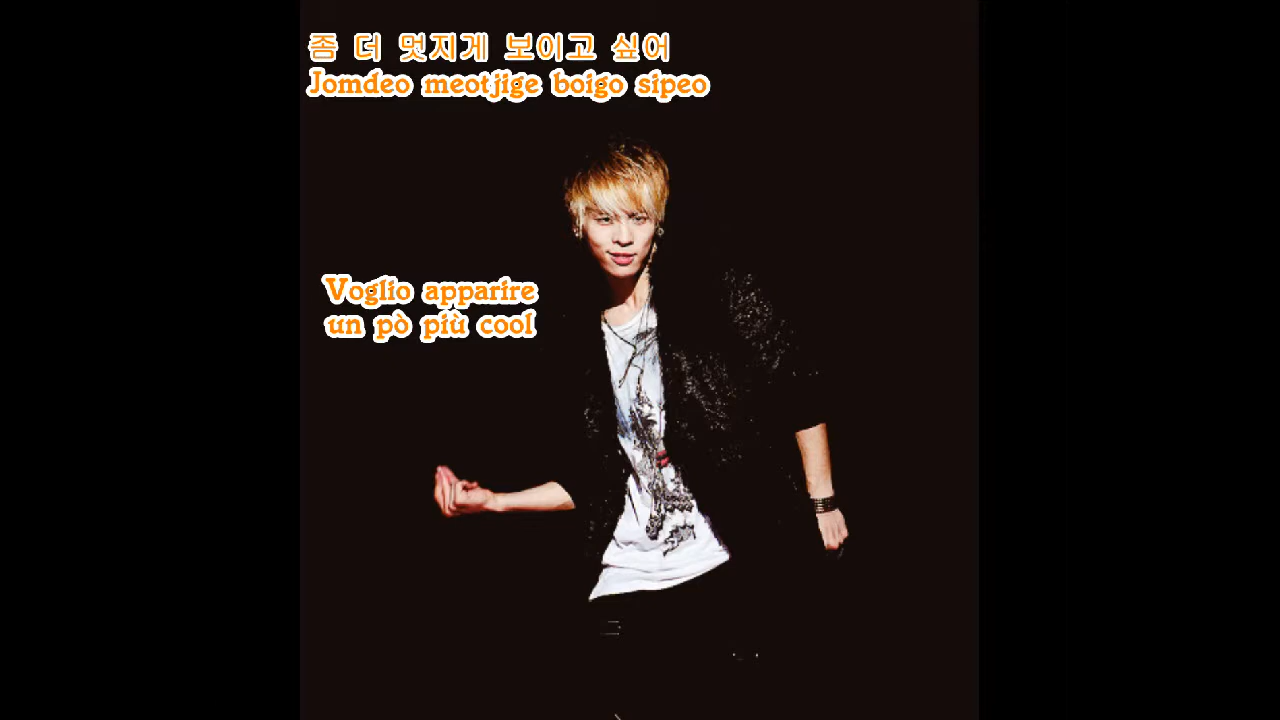 좀 더 멋지게 보이고 싶어
Jomdeo meotjige boigo sipeo
Voglio apparire
un pò più cool